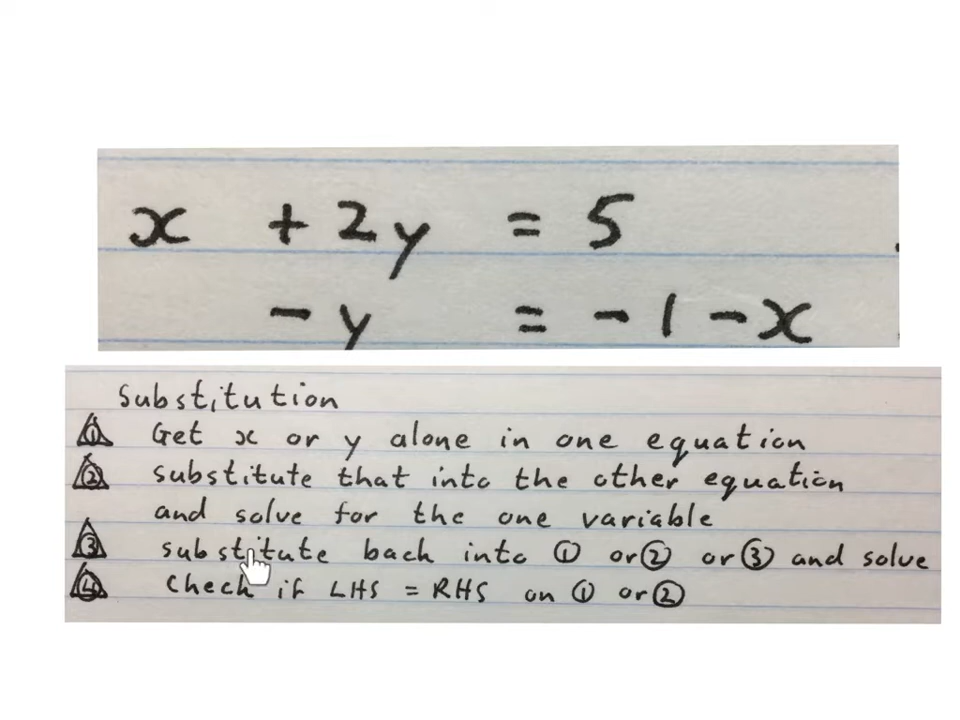 x + 2y = 5
- y = - 1 - x
Substitution
① Get x or y alone in one equation
② substitute that into the other equation
and solve for the one variable
③ substitute back into ① or ② or ③ and solve
④ Check if LHS = RHS on ① or ②